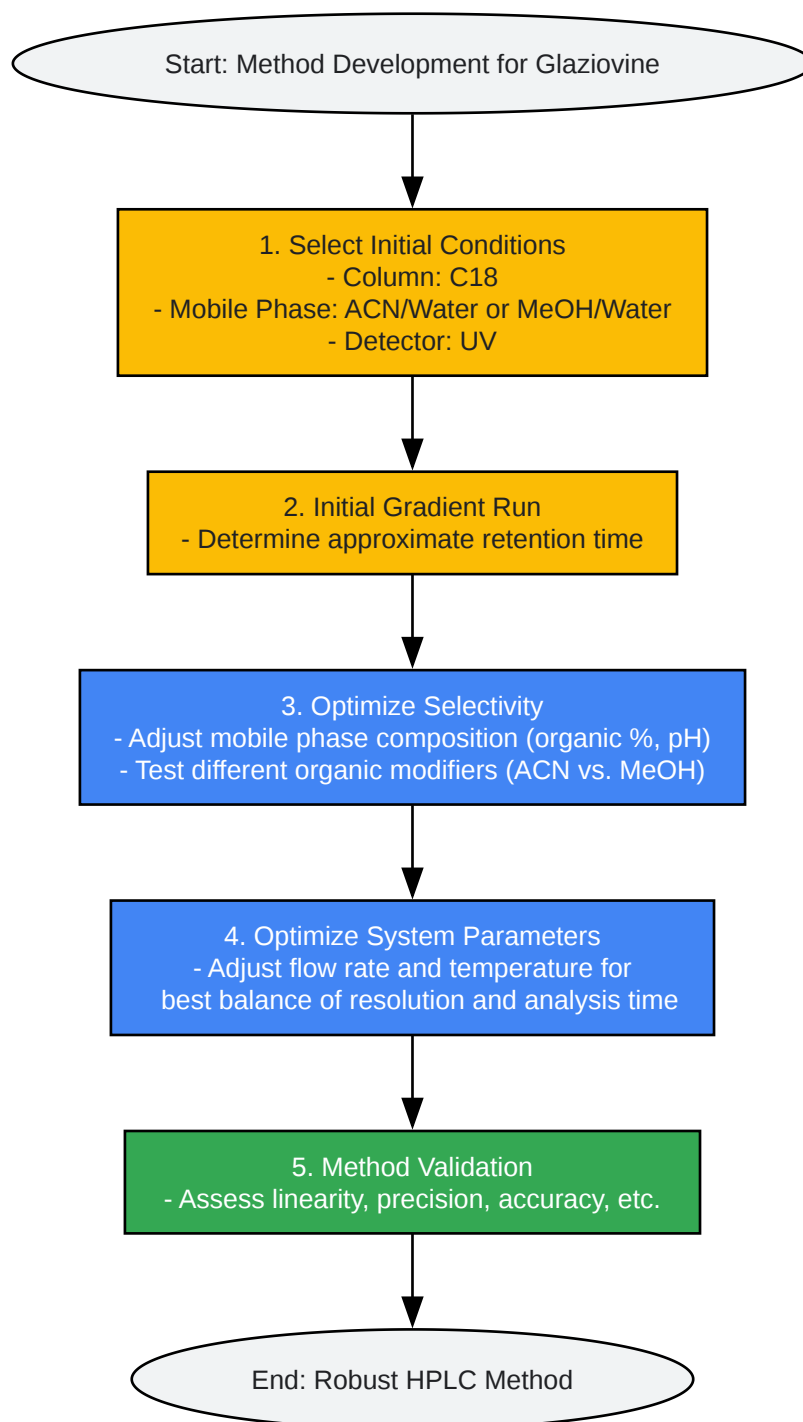 Start: Method Development for Glaziovine
1. Select Initial Conditions
- Column: C18
- Mobile Phase: ACN/Water or MeOH/Water
- Detector: UV
2. Initial Gradient Run
- Determine approximate retention time
3. Optimize Selectivity
- Adjust mobile phase composition (organic %, pH)
- Test different organic modifiers (ACN vs. MeOH)
4. Optimize System Parameters
- Adjust flow rate and temperature for
best balance of resolution and analysis time
5. Method Validation
- Assess linearity, precision, accuracy, etc.
End: Robust HPLC Method